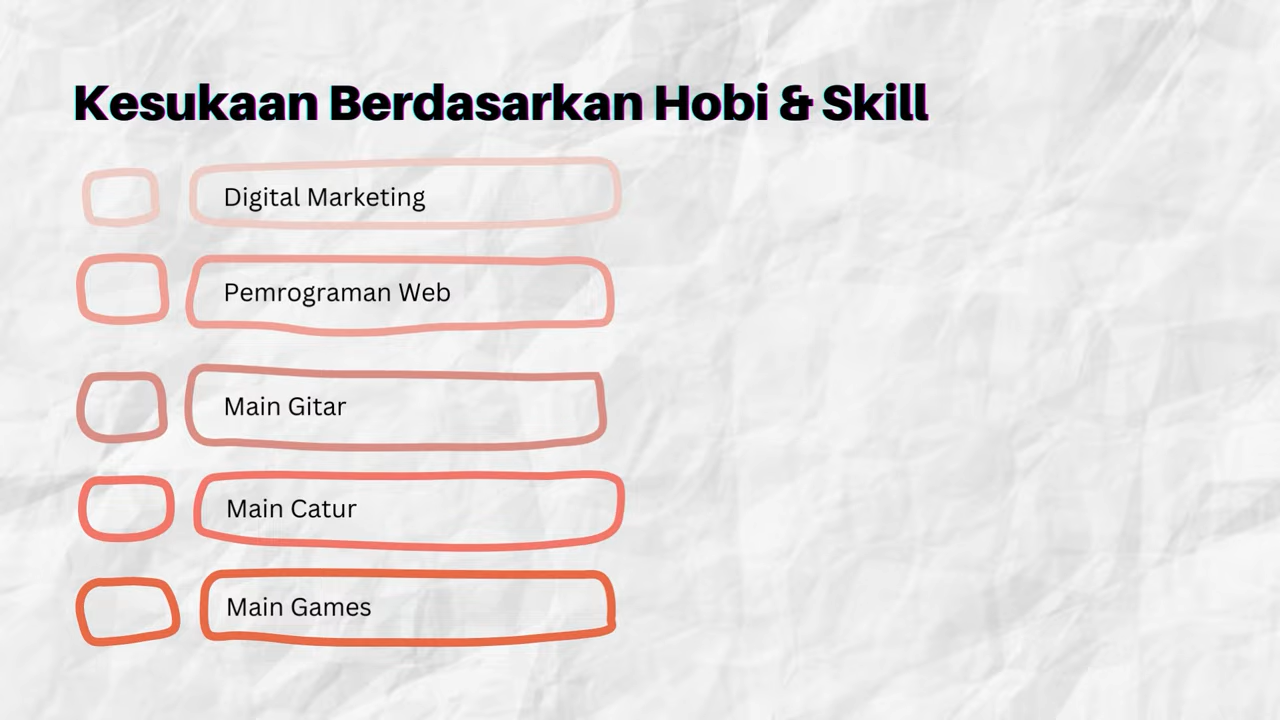 Kesukaan Berdasarkan Hobi & Skill
Digital Marketing
Pemrograman Web
Main Gitar
Main Catur
Main Games